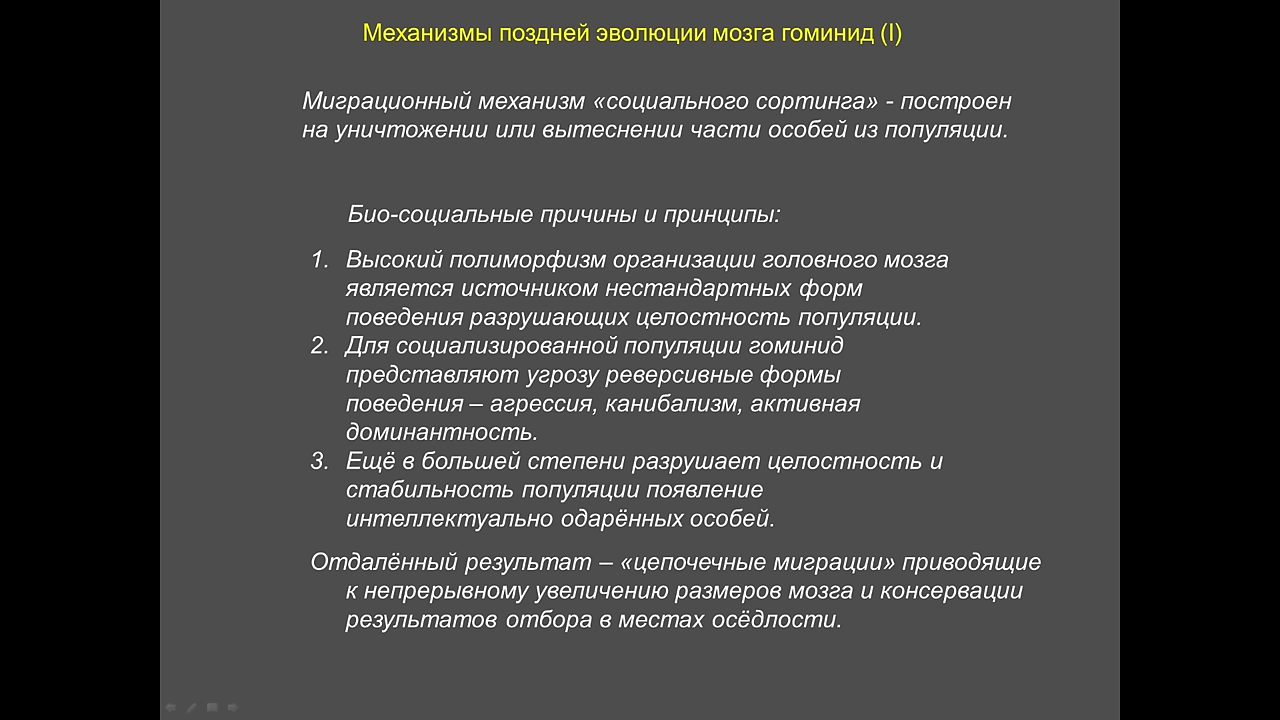 Механизмы поздней эволюции мозга гоминид (I)
Миграционный механизм «социального сортинга» - построен
на уничтожении или вытеснении части особей из популяции.
Био-социальные причины и принципы:
1. Высокий полиморфизм организации головного мозга
является источником нестандартных форм
поведения разрушающих целостность популяции.
2. Для социализированной популяции гоминид
представляют угрозу реверсивные формы
поведения – агрессия, канибализм, активная
доминантность.
3. Ещё в большей степени разрушает целостность и
стабильность популяции появление
интеллектуально одарённых особей.
Отдалённый результат – «цепочечные миграции» приводящие
к непрерывному увеличению размеров мозга и консервации
результатов отбора в местах осёдлости.